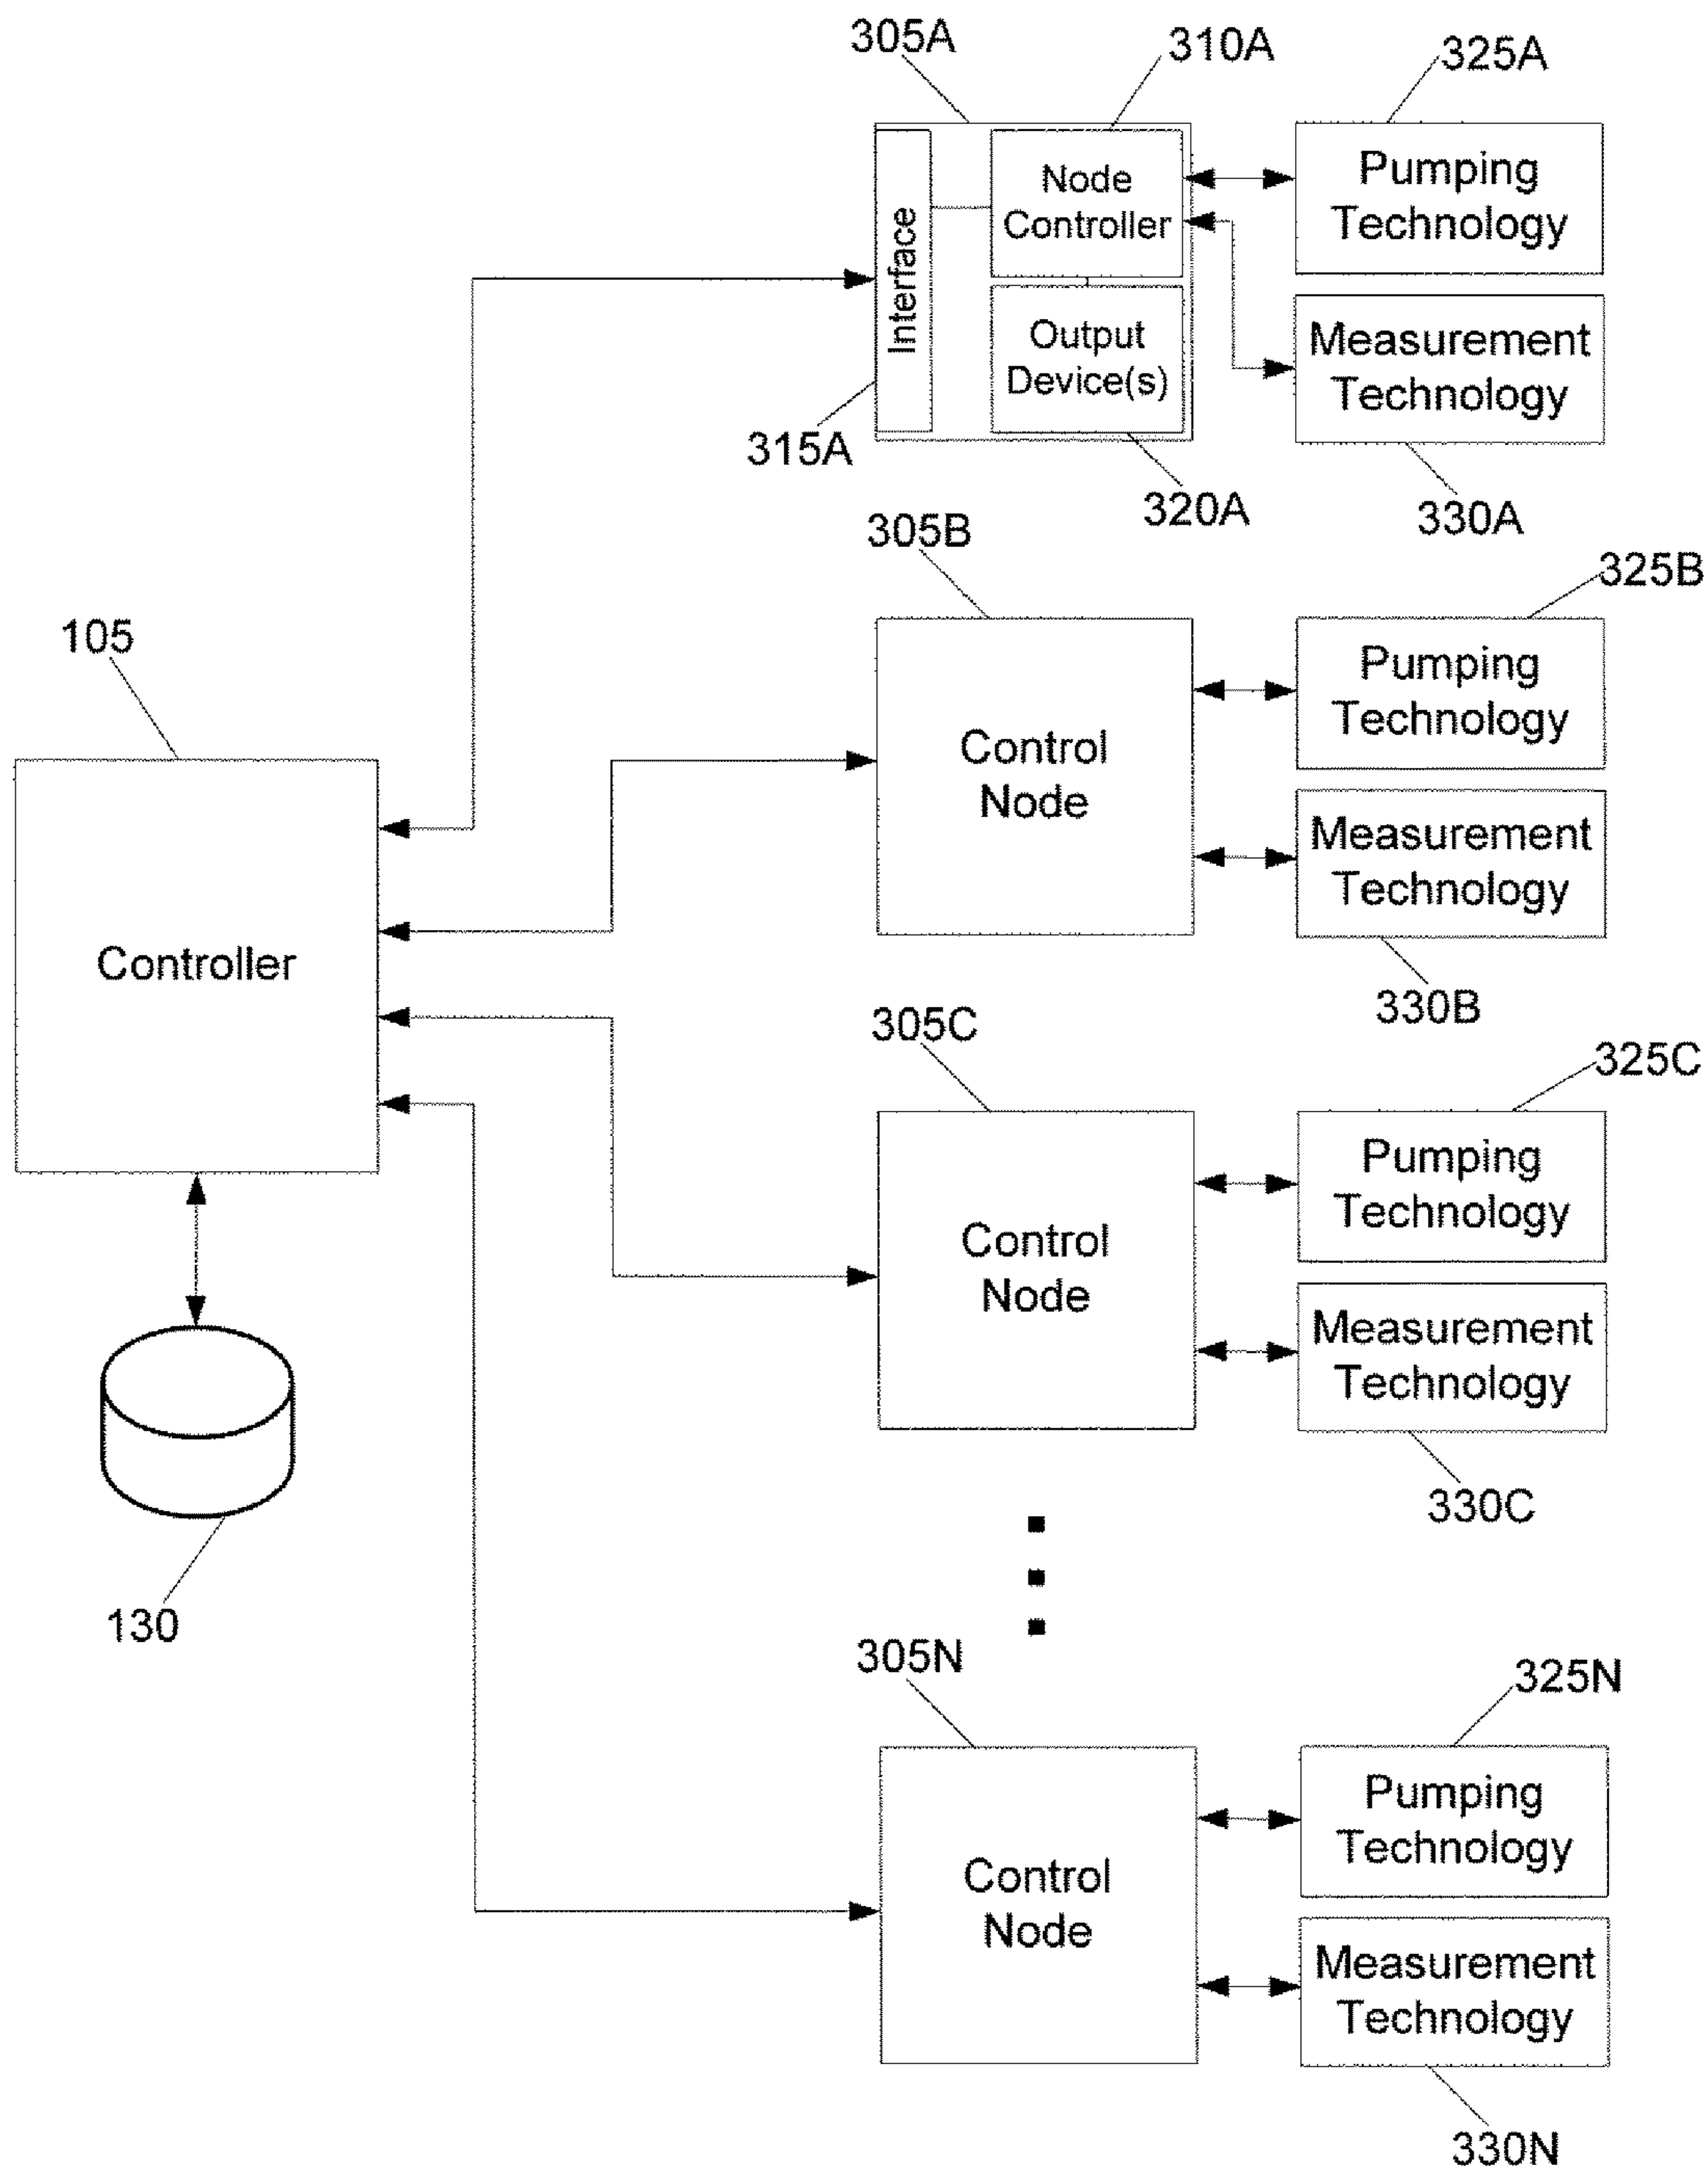 305A
310A
325A
Interface
Node
Controller
Output
Device(s)
Pumping
Technology
Measurement
Technology
315A
320A
330A
305B
325B
105
Control
Node
Pumping
Technology
Measurement
Technology
Controller
330B
305C
325C
Control
Node
Pumping
Technology
Measurement
Technology
330C
130
305N
325N
Control
Node
Pumping
Technology
Measurement
Technology
330N